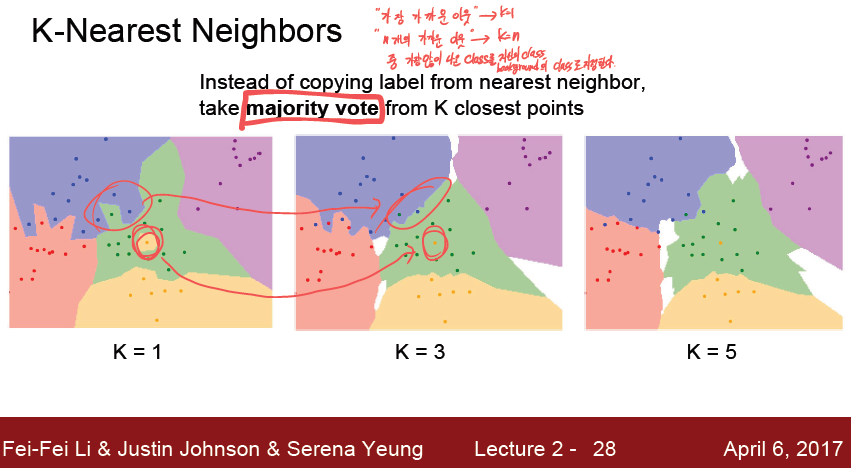 K-Nearest Neighbors
"가장 가까운 이웃" → k=1
"n개의 가까운 이웃" → k=n
중 가장 많이 나온 class를 자신의 class,
background의 class로 지정한다.
Instead of copying label from nearest neighbor,
take majority vote from K closest points
K = 1
K = 3
K = 5
Fei-Fei Li & Justin Johnson & Serena Yeung
Lecture 2 - 28
April 6, 2017